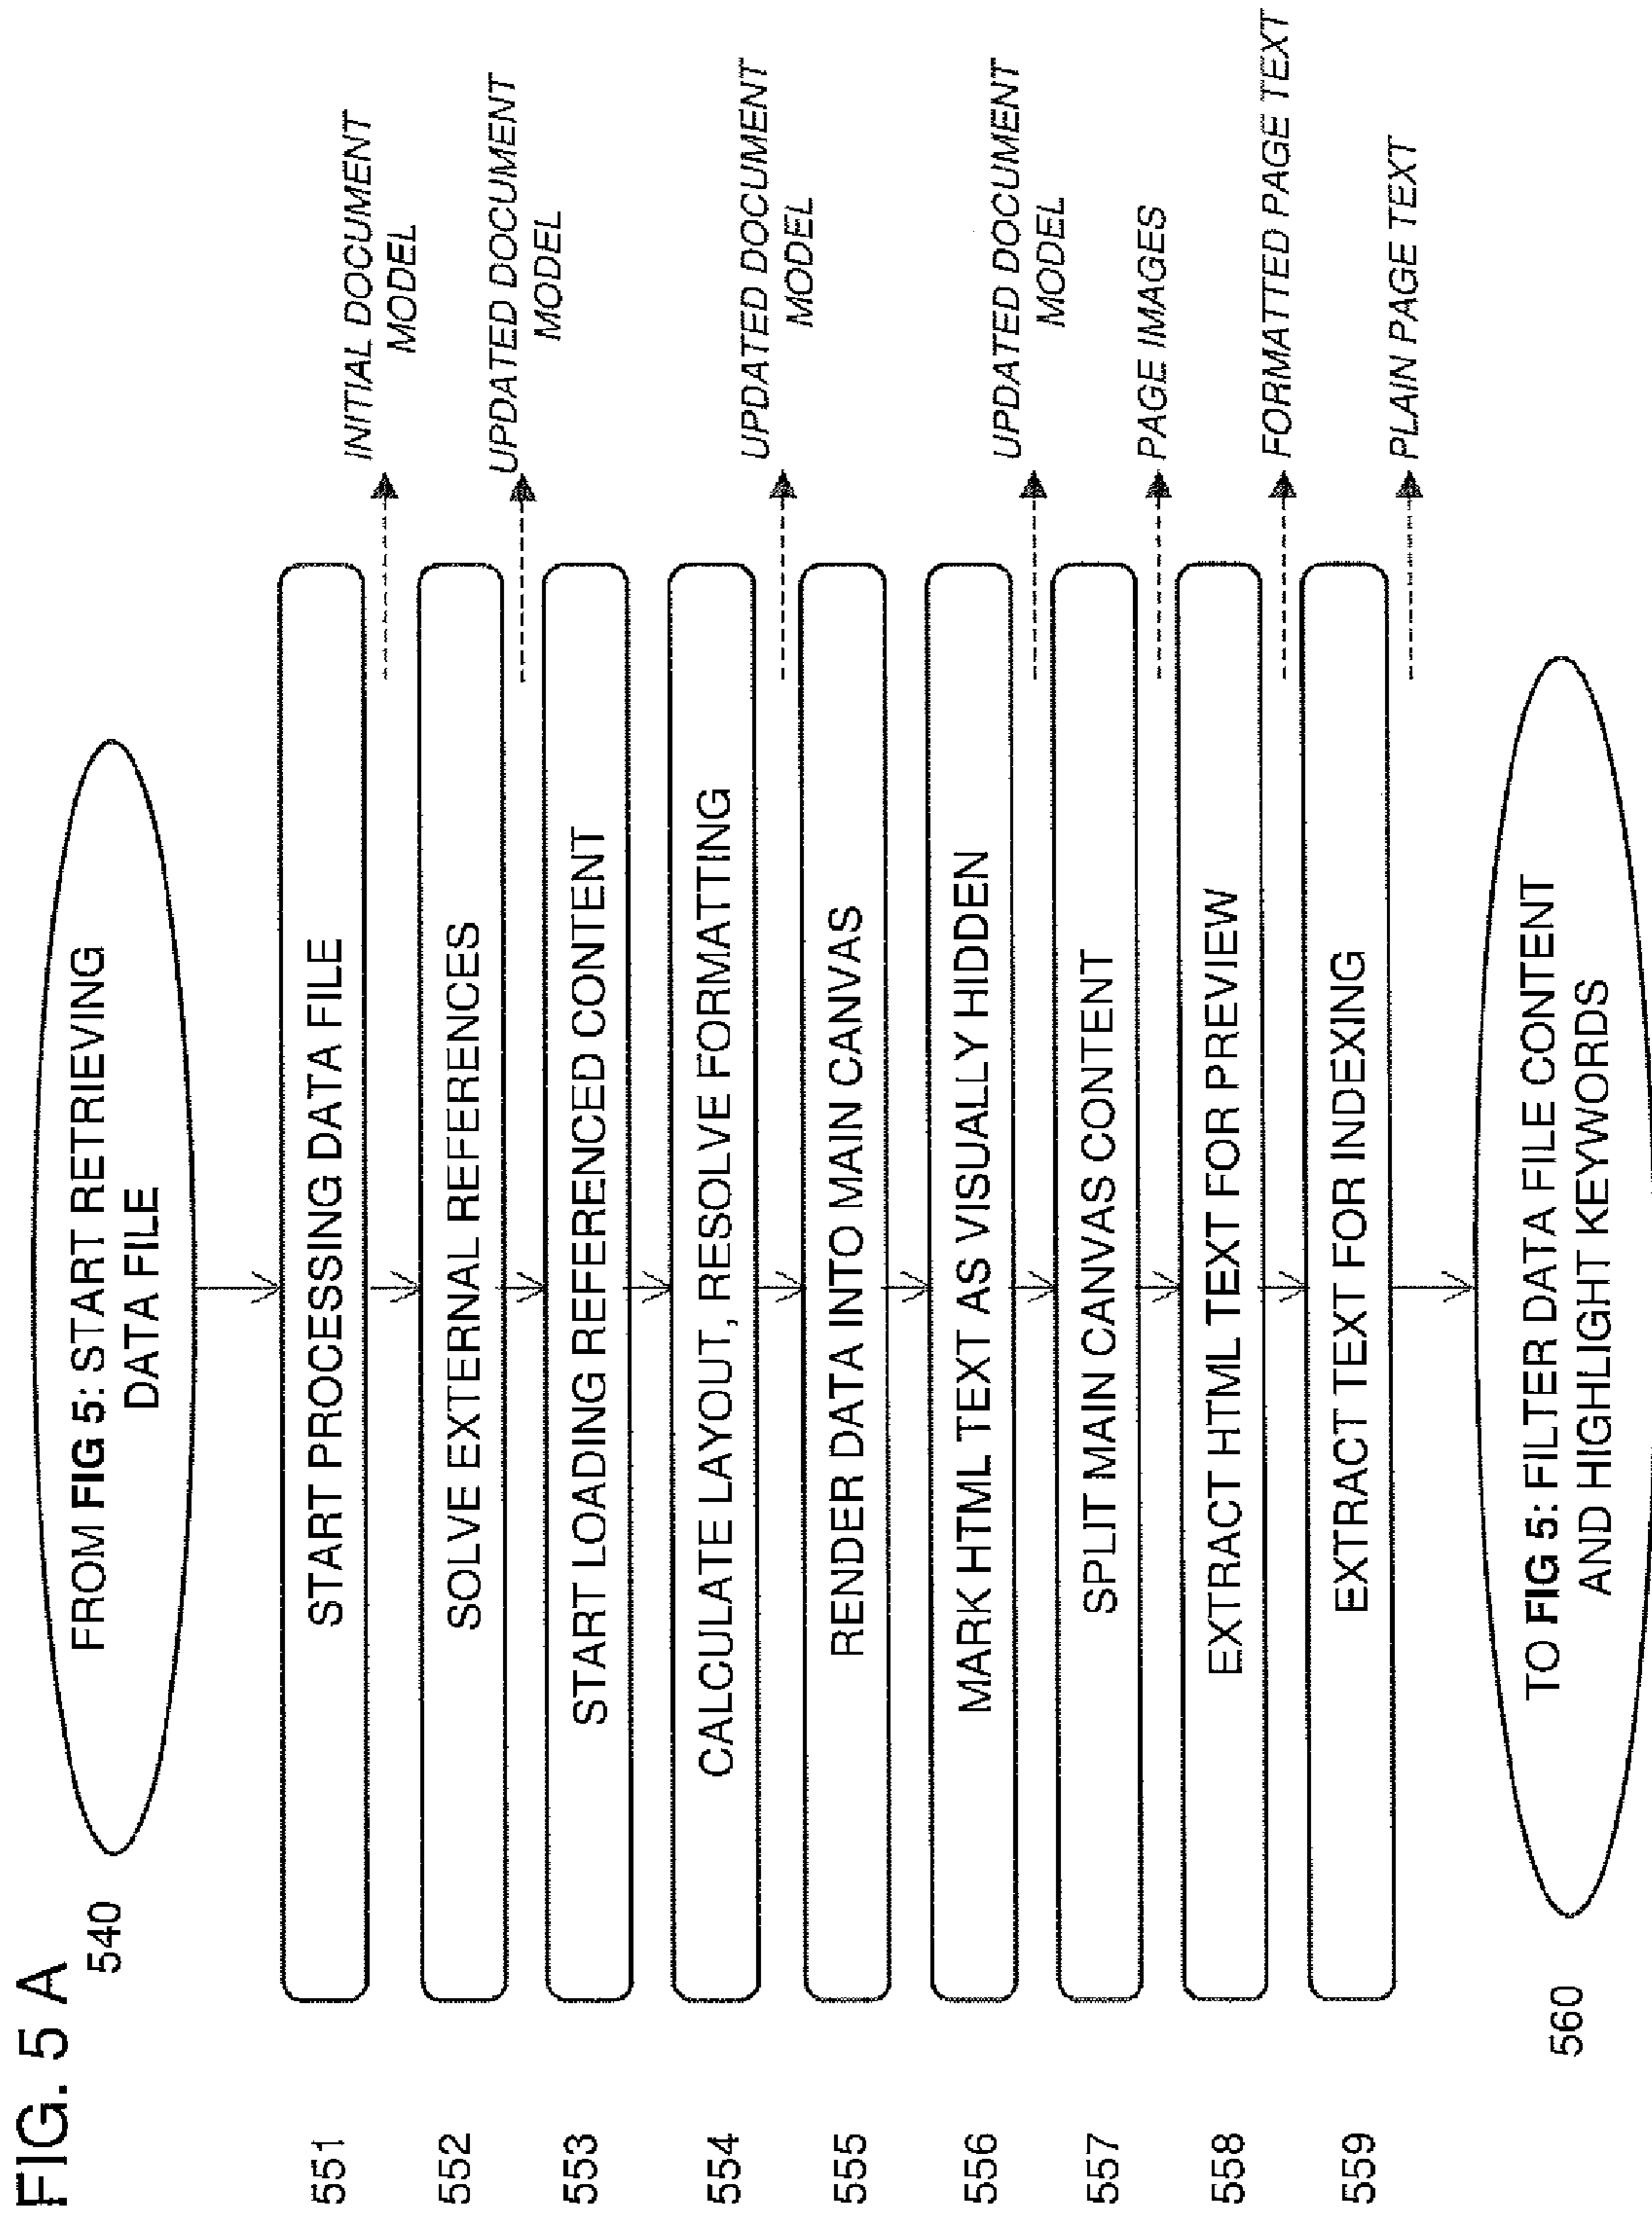 FIG. 5 A
540
FROM FIG 5: START RETRIEVING
DATA FILE
551
START PROCESSING DATA FILE
INITIAL DOCUMENT
MODEL
552
SOLVE EXTERNAL REFERENCES
UPDATED DOCUMENT
MODEL
553
START LOADING REFERENCED CONTENT
554
CALCULATE LAYOUT, RESOLVE FORMATTING
UPDATED DOCUMENT
MODEL
555
RENDER DATA INTO MAIN CANVAS
556
MARK HTML TEXT AS VISUALLY HIDDEN
UPDATED DOCUMENT
MODEL
557
SPLIT MAIN CANVAS CONTENT
PAGE IMAGES
558
EXTRACT HTML TEXT FOR PREVIEW
FORMATTED PAGE TEXT
559
EXTRACT TEXT FOR INDEXING
PLAIN PAGE TEXT
560
TO FIG 5: FILTER DATA FILE CONTENT
AND HIGHLIGHT KEYWORDS